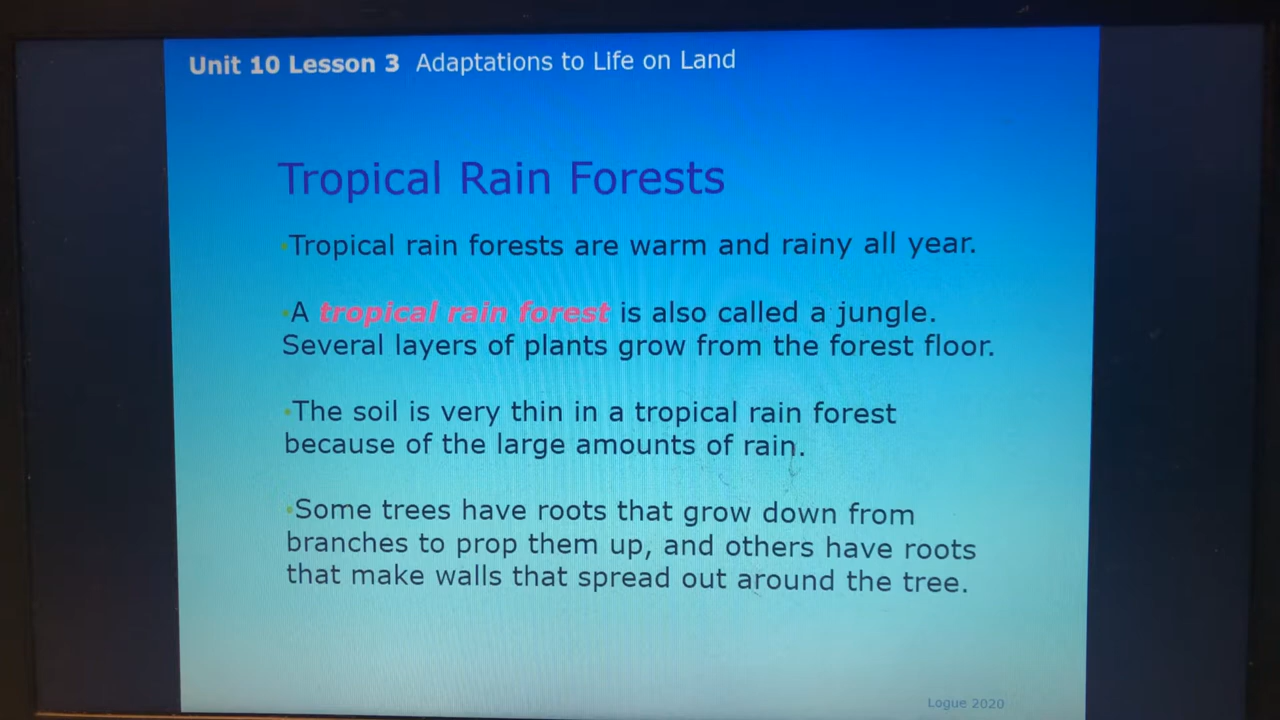 Unit 10 Lesson 3 Adaptations to Life on Land
Tropical Rain Forests
•Tropical rain forests are warm and rainy all year.
•A tropical rain forest is also called a jungle.
Several layers of plants grow from the forest floor.
•The soil is very thin in a tropical rain forest
because of the large amounts of rain.
•Some trees have roots that grow down from
branches to prop them up, and others have roots
that make walls that spread out around the tree.
Logue 2020